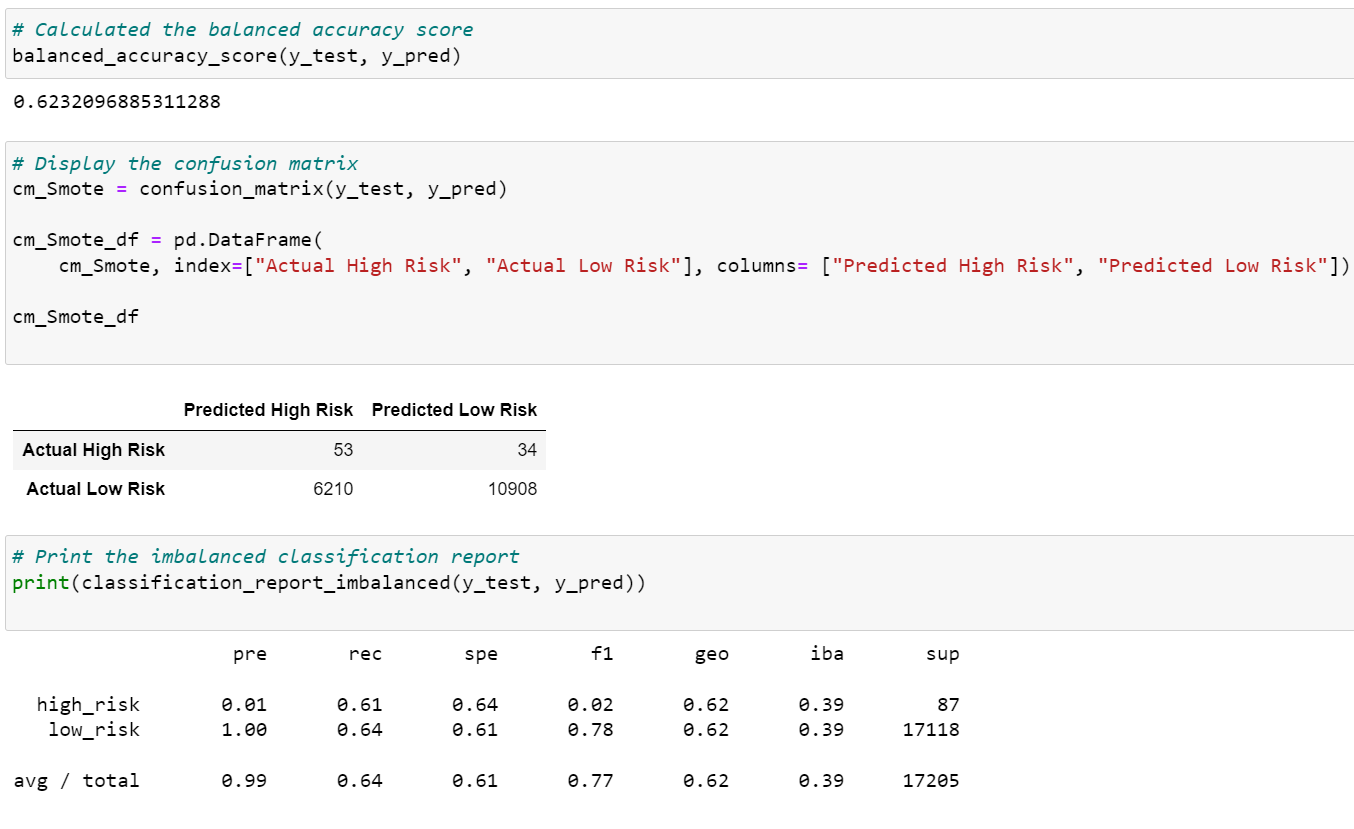 # Calculated the balanced accuracy score
balanced_accuracy_score(y_test, y_pred)
0.6232096885311288
# Display the confusion matrix
cm_Smote = confusion_matrix(y_test, y_pred)
cm_Smote_df = pd.DataFrame(
cm_Smote, index=["Actual High Risk", "Actual Low Risk"], columns= ["Predicted High Risk", "Predicted Low Risk"])
cm_Smote_df
Predicted High Risk Predicted Low Risk
Actual High Risk 53 34
Actual Low Risk 6210 10908
# Print the imbalanced classification report
print(classification_report_imbalanced(y_test, y_pred))
pre rec spe f1 geo iba sup
high_risk 0.01 0.61 0.64 0.02 0.62 0.39 87
low_risk 1.00 0.64 0.61 0.78 0.62 0.39 17118
avg / total 0.99 0.64 0.61 0.77 0.62 0.39 17205